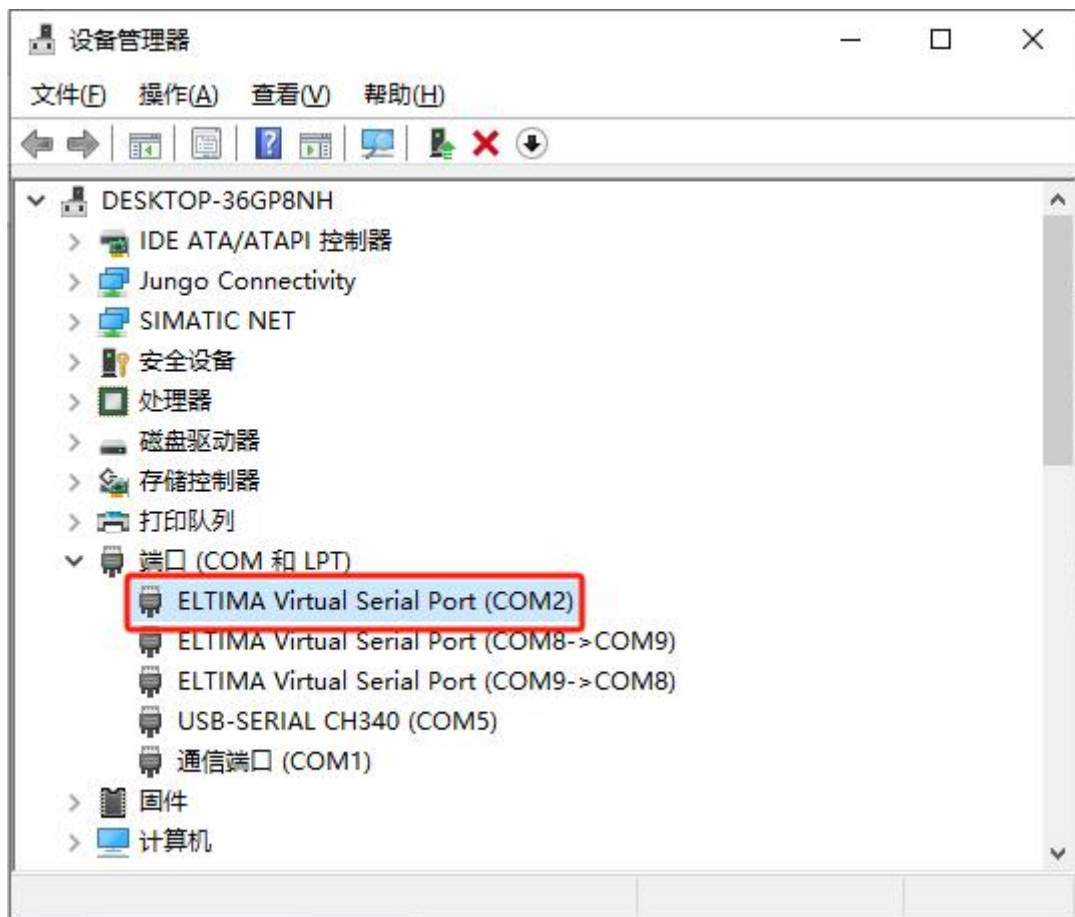 设备管理器
文件(F) 操作(A) 查看(V) 帮助(H)
DESKTOP-36GP8NH
IDE ATA/ATAPI 控制器
Jungo Connectivity
SIMATIC NET
安全设备
处理器
磁盘驱动器
存储控制器
打印队列
端口 (COM 和 LPT)
ELTIMA Virtual Serial Port (COM2)
ELTIMA Virtual Serial Port (COM8->COM9)
ELTIMA Virtual Serial Port (COM9->COM8)
USB-SERIAL CH340 (COM5)
通信端口 (COM1)
固件
计算机